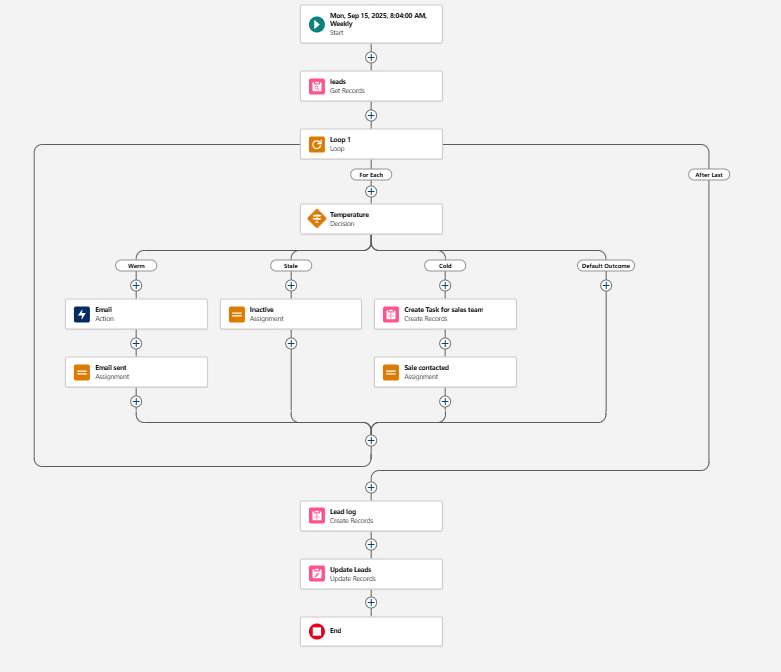 Mon, Sep 15, 2025, 8:04:00 AM,
Weekly
Start
leads
Get Records
Loop 1
Loop
For Each
After Last
Temperature
Decision
Warm
Stale
Cold
Default Outcome
Email
Action
Inactive
Assignment
Create Task for sales team
Create Records
Email sent
Assignment
Sale contacted
Assignment
Lead log
Create Records
Update Leads
Update Records
End